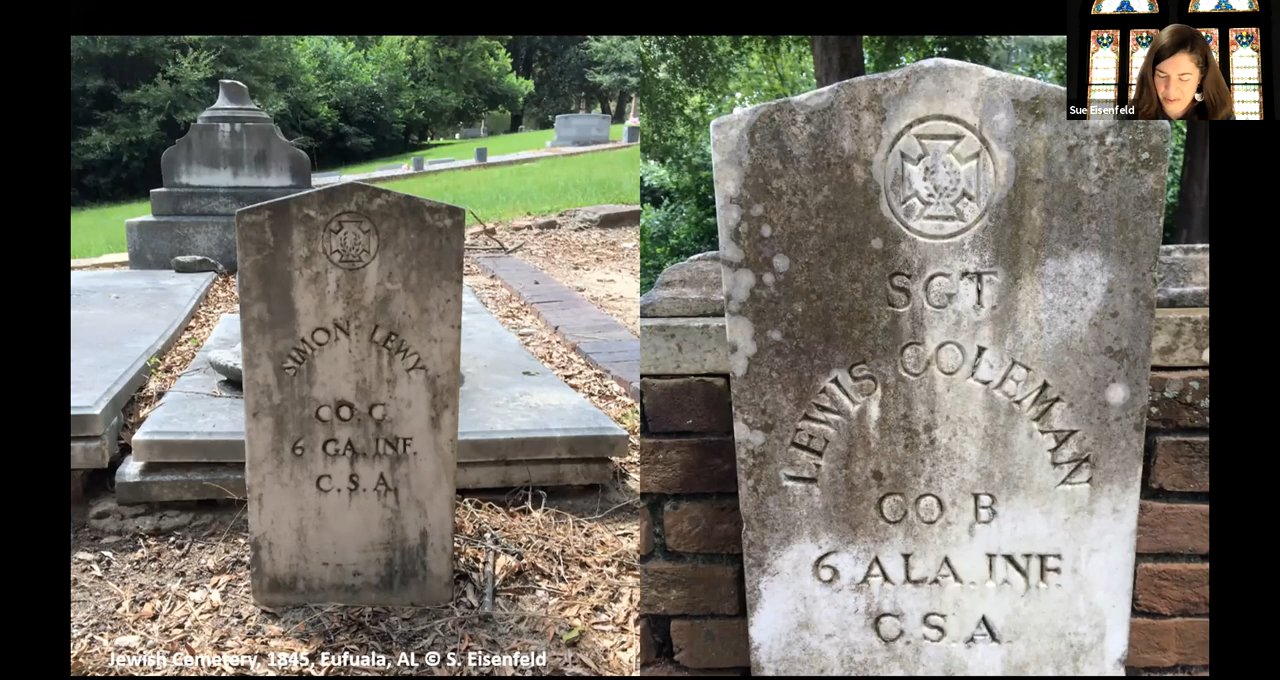 SIMON LEWY
CO. G
6 GA. INF.
C.S.A.
SGT
LEWIS COLEMAN
CO B
6 ALA. INF.
C S A
Jewish Cemetery, 1845, Eufuala, AL © S. Eisenfeld
Sue Eisenfeld